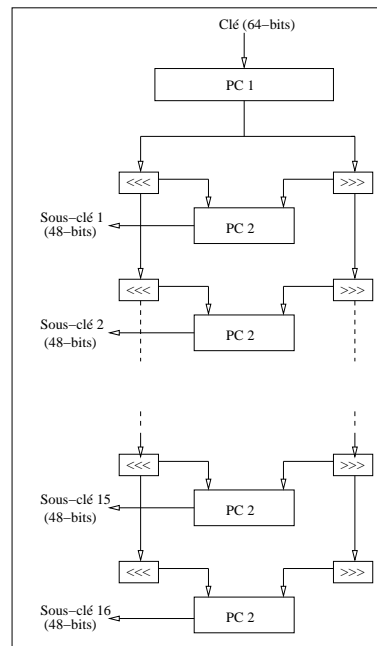 Clé (64−bits)
PC 1
<<< >>>
Sous−clé 1
(48−bits)
PC 2
<<< >>>
Sous−clé 2
(48−bits)
PC 2
<<< >>>
Sous−clé 15
(48−bits)
PC 2
<<< >>>
Sous−clé 16
(48−bits)
PC 2